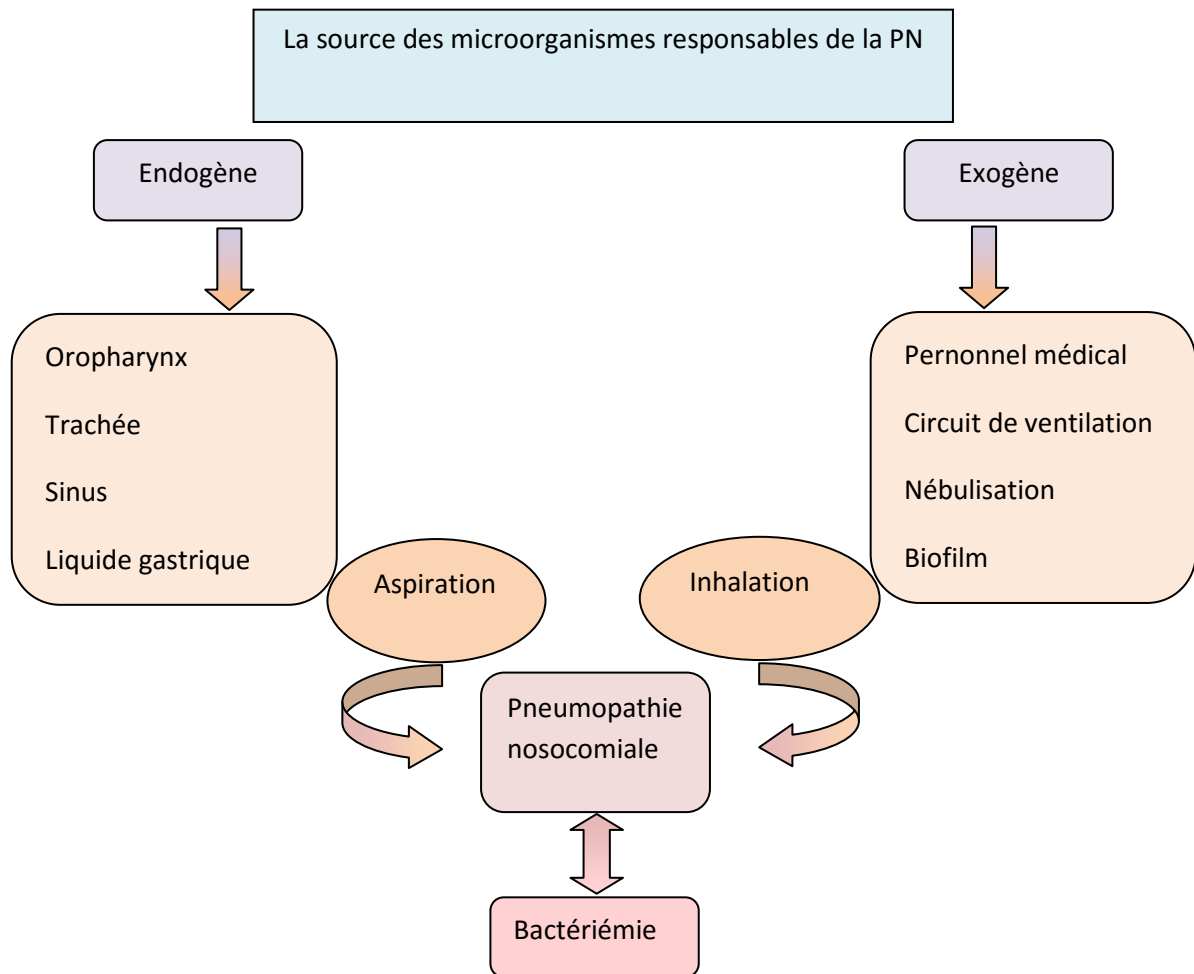 La source des microorganismes responsables de la PN
Endogène
Exogène
Oropharynx
Trachée
Sinus
Liquide gastrique
Pernonnel médical
Circuit de ventilation
Nébulisation
Biofilm
Aspiration
Inhalation
Pneumopathie
nosocomiale
Bactériémie